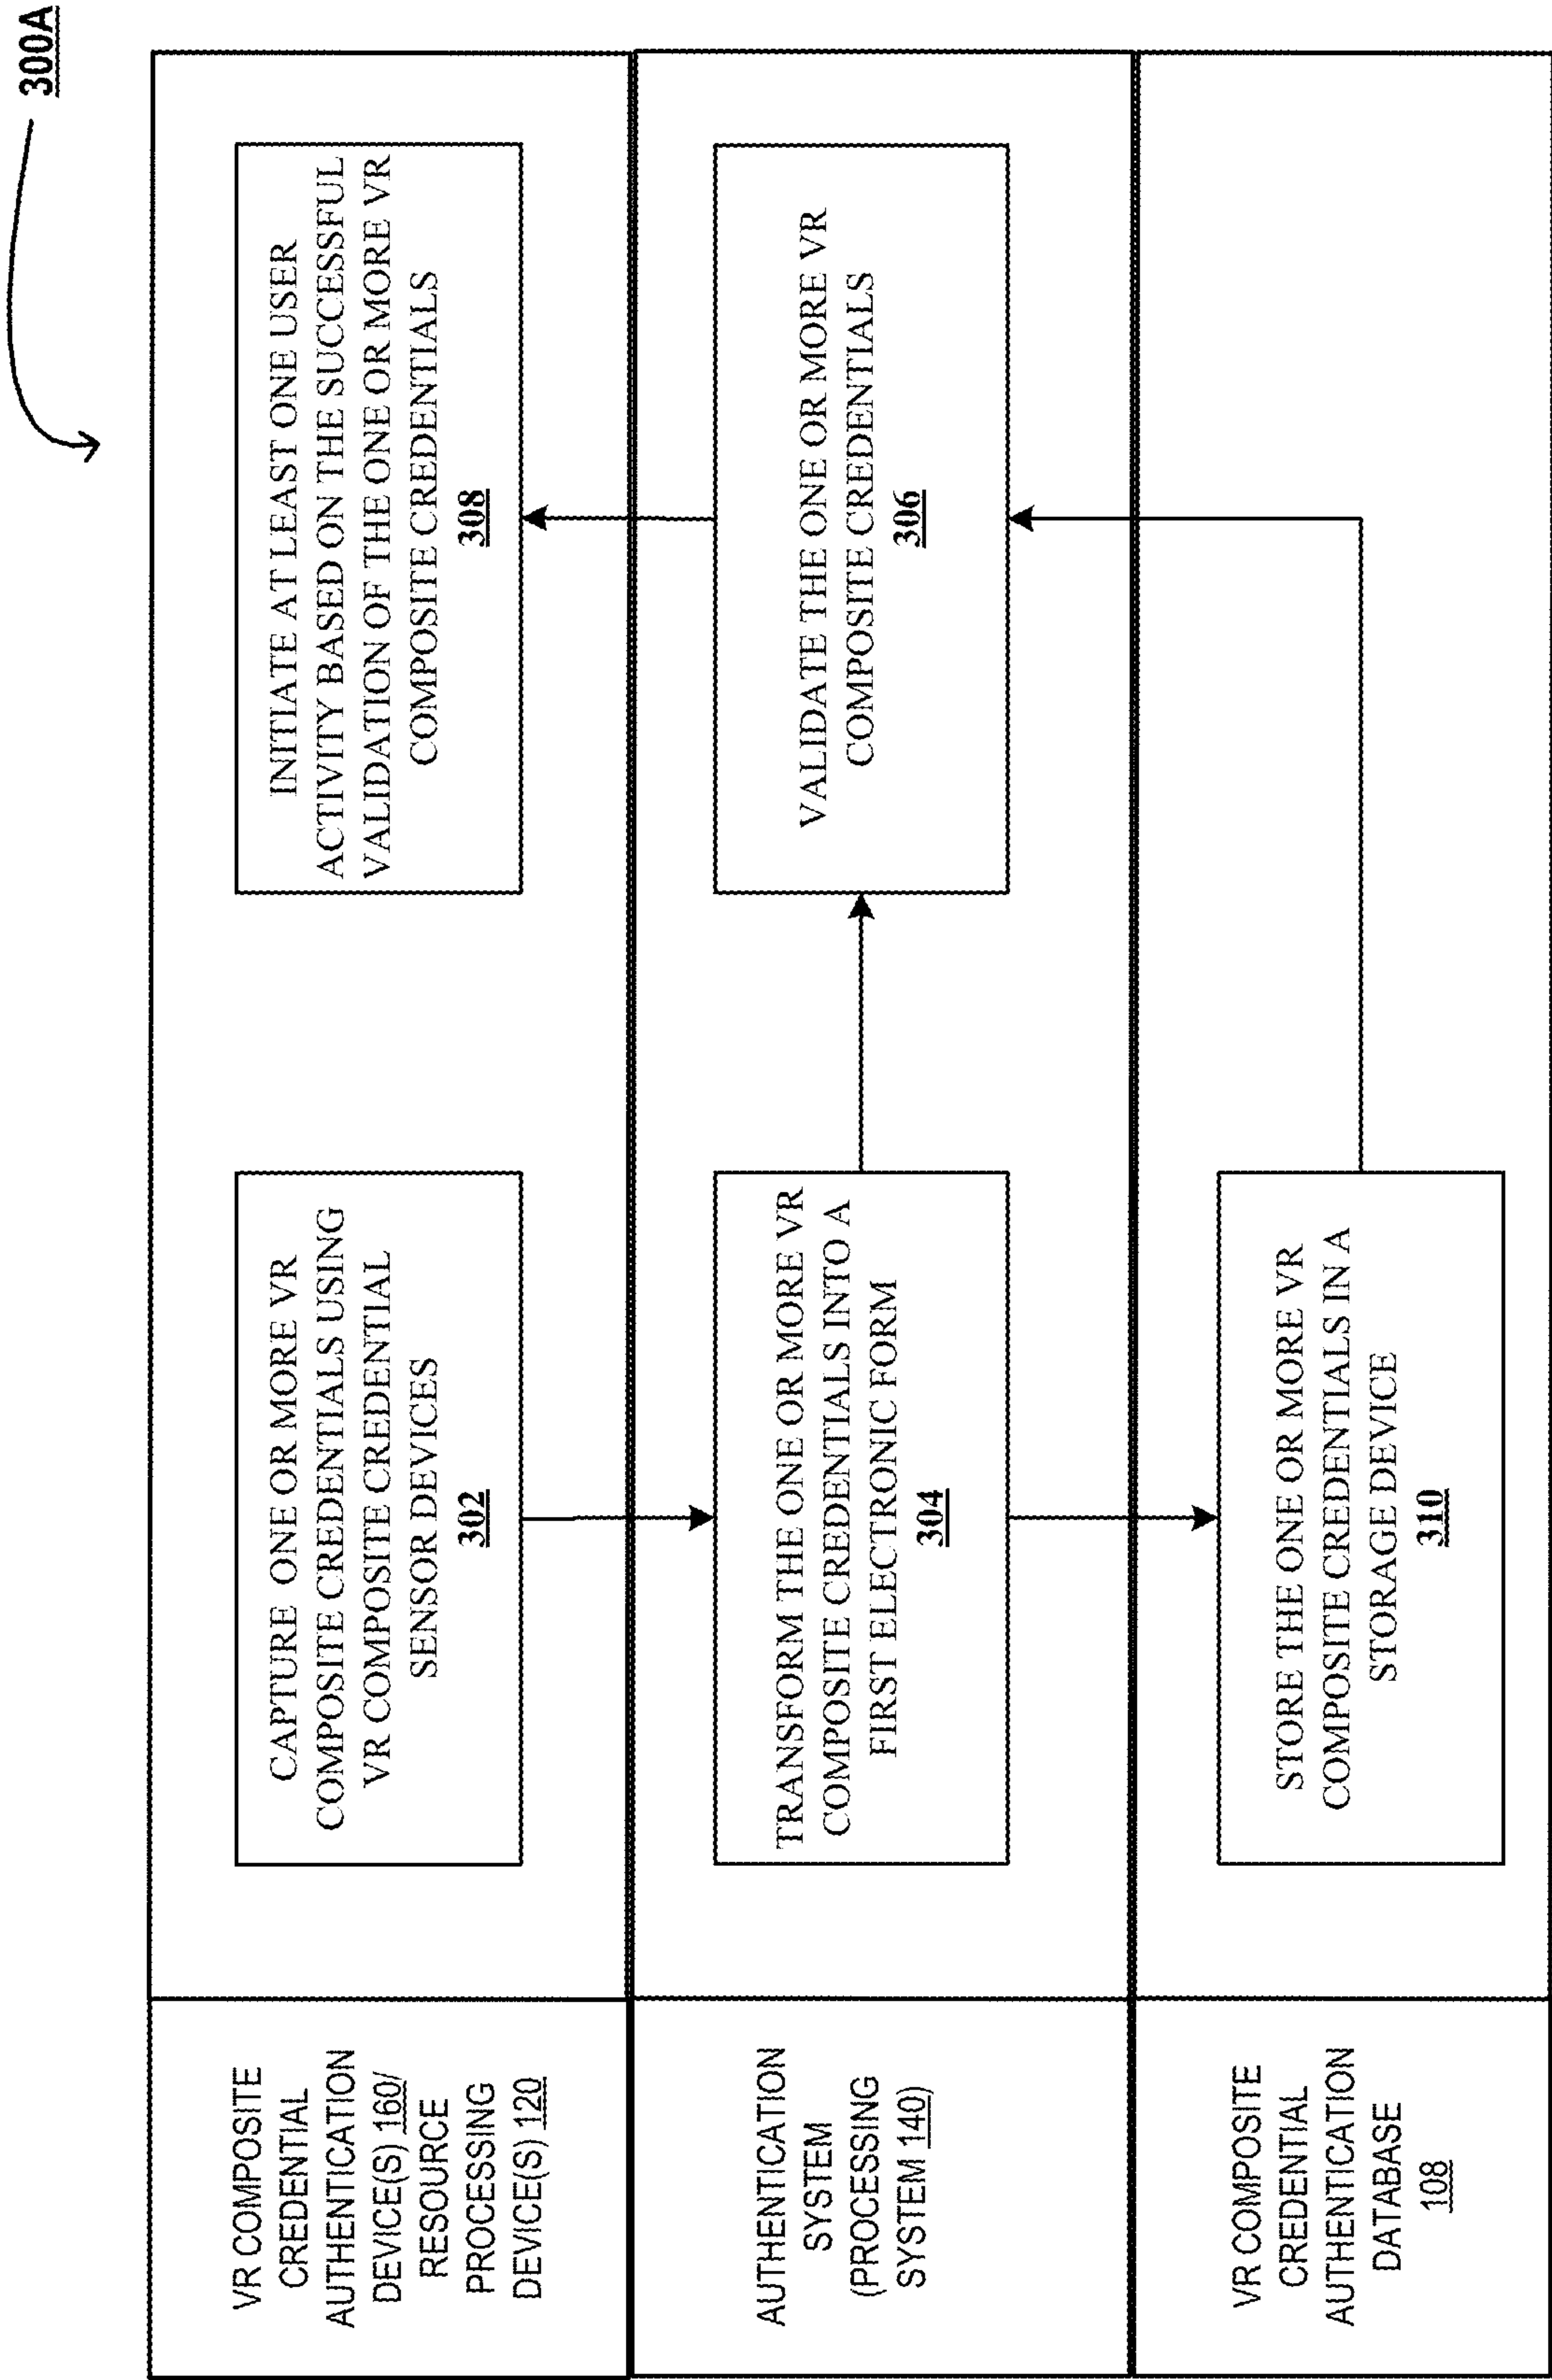 300A
VR COMPOSITE
CREDENTIAL
AUTHENTICATION
DEVICE(S) 160/
RESOURCE
PROCESSING
DEVICE(S) 120
CAPTURE ONE OR MORE VR
COMPOSITE CREDENTIALS USING
VR COMPOSITE CREDENTIAL
SENSOR DEVICES
302
INITIATE AT LEAST ONE USER
ACTIVITY BASED ON THE SUCCESSFUL
VALIDATION OF THE ONE OR MORE VR
COMPOSITE CREDENTIALS
308
AUTHENTICATION
SYSTEM
(PROCESSING
SYSTEM 140)
TRANSFORM THE ONE OR MORE VR
COMPOSITE CREDENTIALS INTO A
FIRST ELECTRONIC FORM
304
VALIDATE THE ONE OR MORE VR
COMPOSITE CREDENTIALS
306
VR COMPOSITE
CREDENTIAL
AUTHENTICATION
DATABASE
108
STORE THE ONE OR MORE VR
COMPOSITE CREDENTIALS IN A
STORAGE DEVICE
310